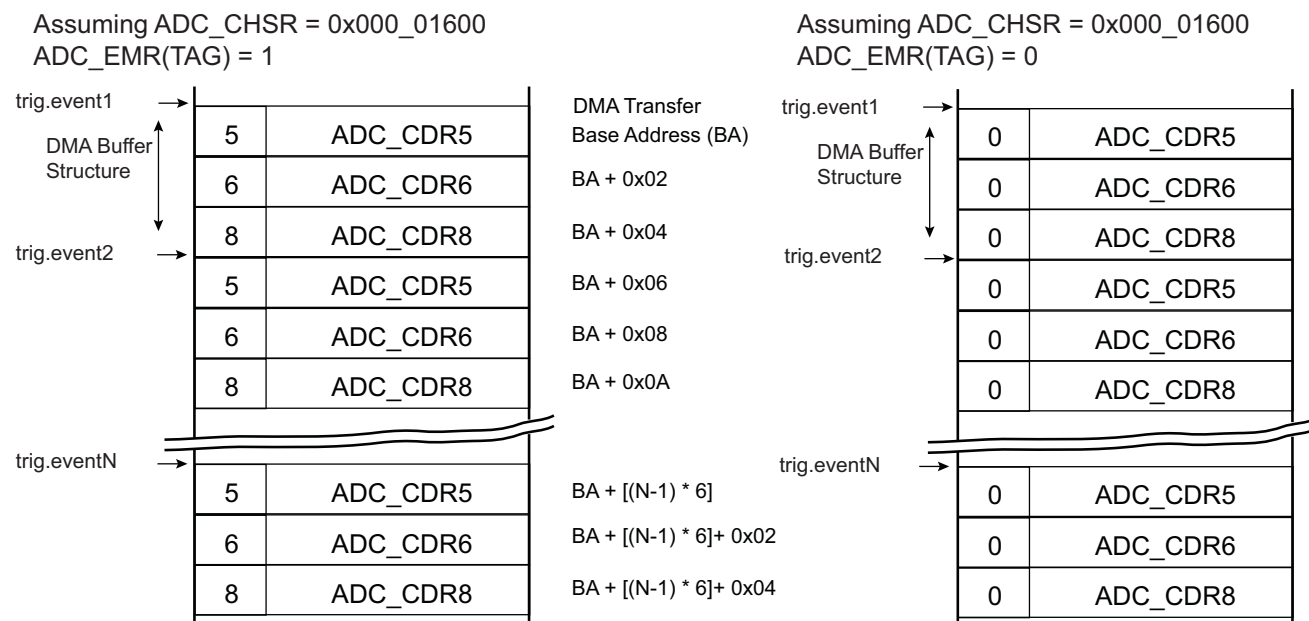 Assuming ADC_CHSR = 0x000_01600
ADC_EMR(TAG) = 1
trig.event1
DMA Buffer
Structure
5 ADC_CDR5
6 ADC_CDR6
8 ADC_CDR8
trig.event2
5 ADC_CDR5
6 ADC_CDR6
8 ADC_CDR8
trig.eventN
5 ADC_CDR5
6 ADC_CDR6
8 ADC_CDR8
DMA Transfer
Base Address (BA)
BA + 0x02
BA + 0x04
BA + 0x06
BA + 0x08
BA + 0x0A
BA + [(N-1) * 6]
BA + [(N-1) * 6]+ 0x02
BA + [(N-1) * 6]+ 0x04
Assuming ADC_CHSR = 0x000_01600
ADC_EMR(TAG) = 0
trig.event1
DMA Buffer
Structure
0 ADC_CDR5
0 ADC_CDR6
0 ADC_CDR8
trig.event2
0 ADC_CDR5
0 ADC_CDR6
0 ADC_CDR8
trig.eventN
0 ADC_CDR5
0 ADC_CDR6
0 ADC_CDR8